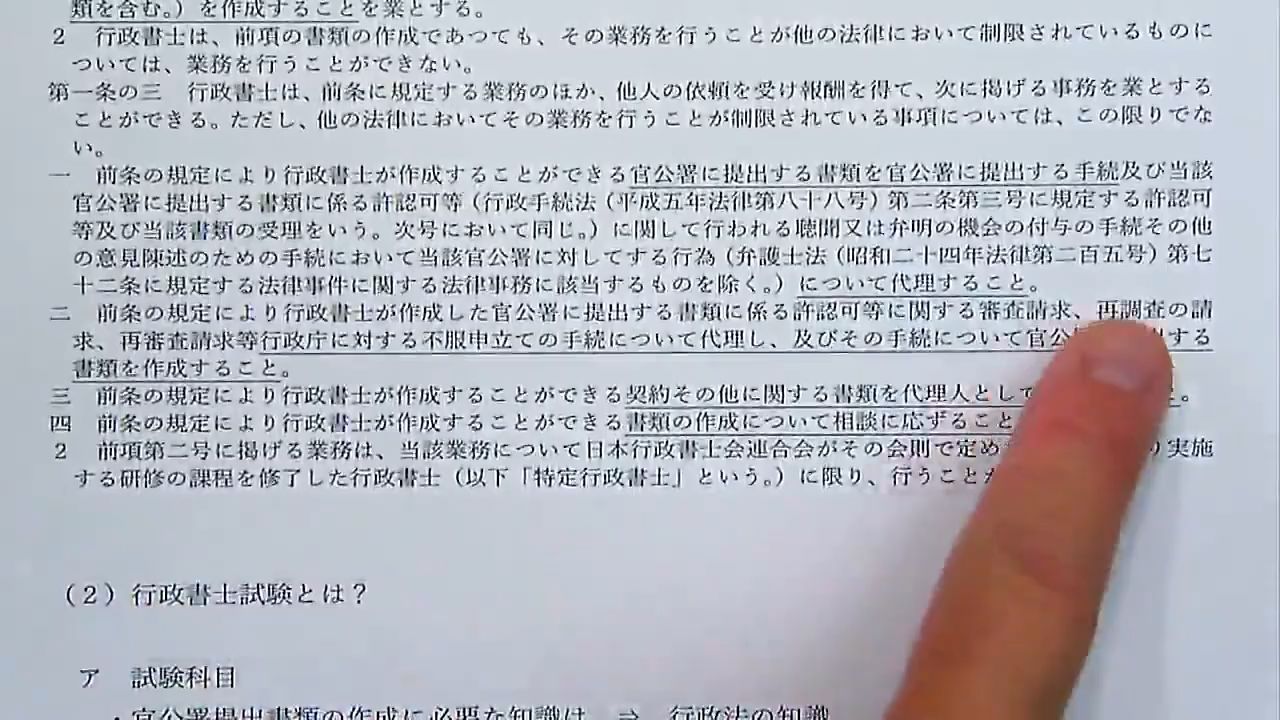 類を含む。）を作成することを業とする。
２　行政書士は、前項の書類の作成であつても、その業務を行うことが他の法律において制限されているものに
ついては、業務を行うことができない。
第一条の三　行政書士は、前条に規定する業務のほか、他人の依頼を受け報酬を得て、次に掲げる事務を業とする
ことができる。ただし、他の法律においてその業務を行うことが制限されている事項については、この限りでな
い。
一　前条の規定により行政書士が作成することができる官公署に提出する書類を官公署に提出する手続及び当該
官公署に提出する書類に係る許認可等（行政手続法（平成五年法律第八十八号）第二条第三号に規定する許認可
等及び当該書類の受理をいう。次号において同じ。）に関して行われる聴聞又は弁明の機会の付与の手続その他
の意見陳述のための手続において当該官公署に対してする行為（弁護士法（昭和二十四年法律第二百五号）第七
十二条に規定する法律事件に関する法律事務に該当するものを除く。）について代理すること。
二　前条の規定により行政書士が作成した官公署に提出する書類に係る許認可等に関する審査請求、再調査の請
求、再審査請求等行政庁に対する不服申立ての手続について代理し、及びその手続について官公 する
書類を作成すること。
三　前条の規定により行政書士が作成することができる契約その他に関する書類を代理人として 。
四　前条の規定により行政書士が作成することができる書類の作成について相談に応ずること
２　前項第二号に掲げる業務は、当該業務について日本行政書士会連合会がその会則で定め り実施
する研修の課程を修了した行政書士（以下「特定行政書士」という。）に限り、行うことが
（２）行政書士試験とは？
ア　試験科目
・官公署提出書類の作成に必要な知識は　⇒　行政法の知識